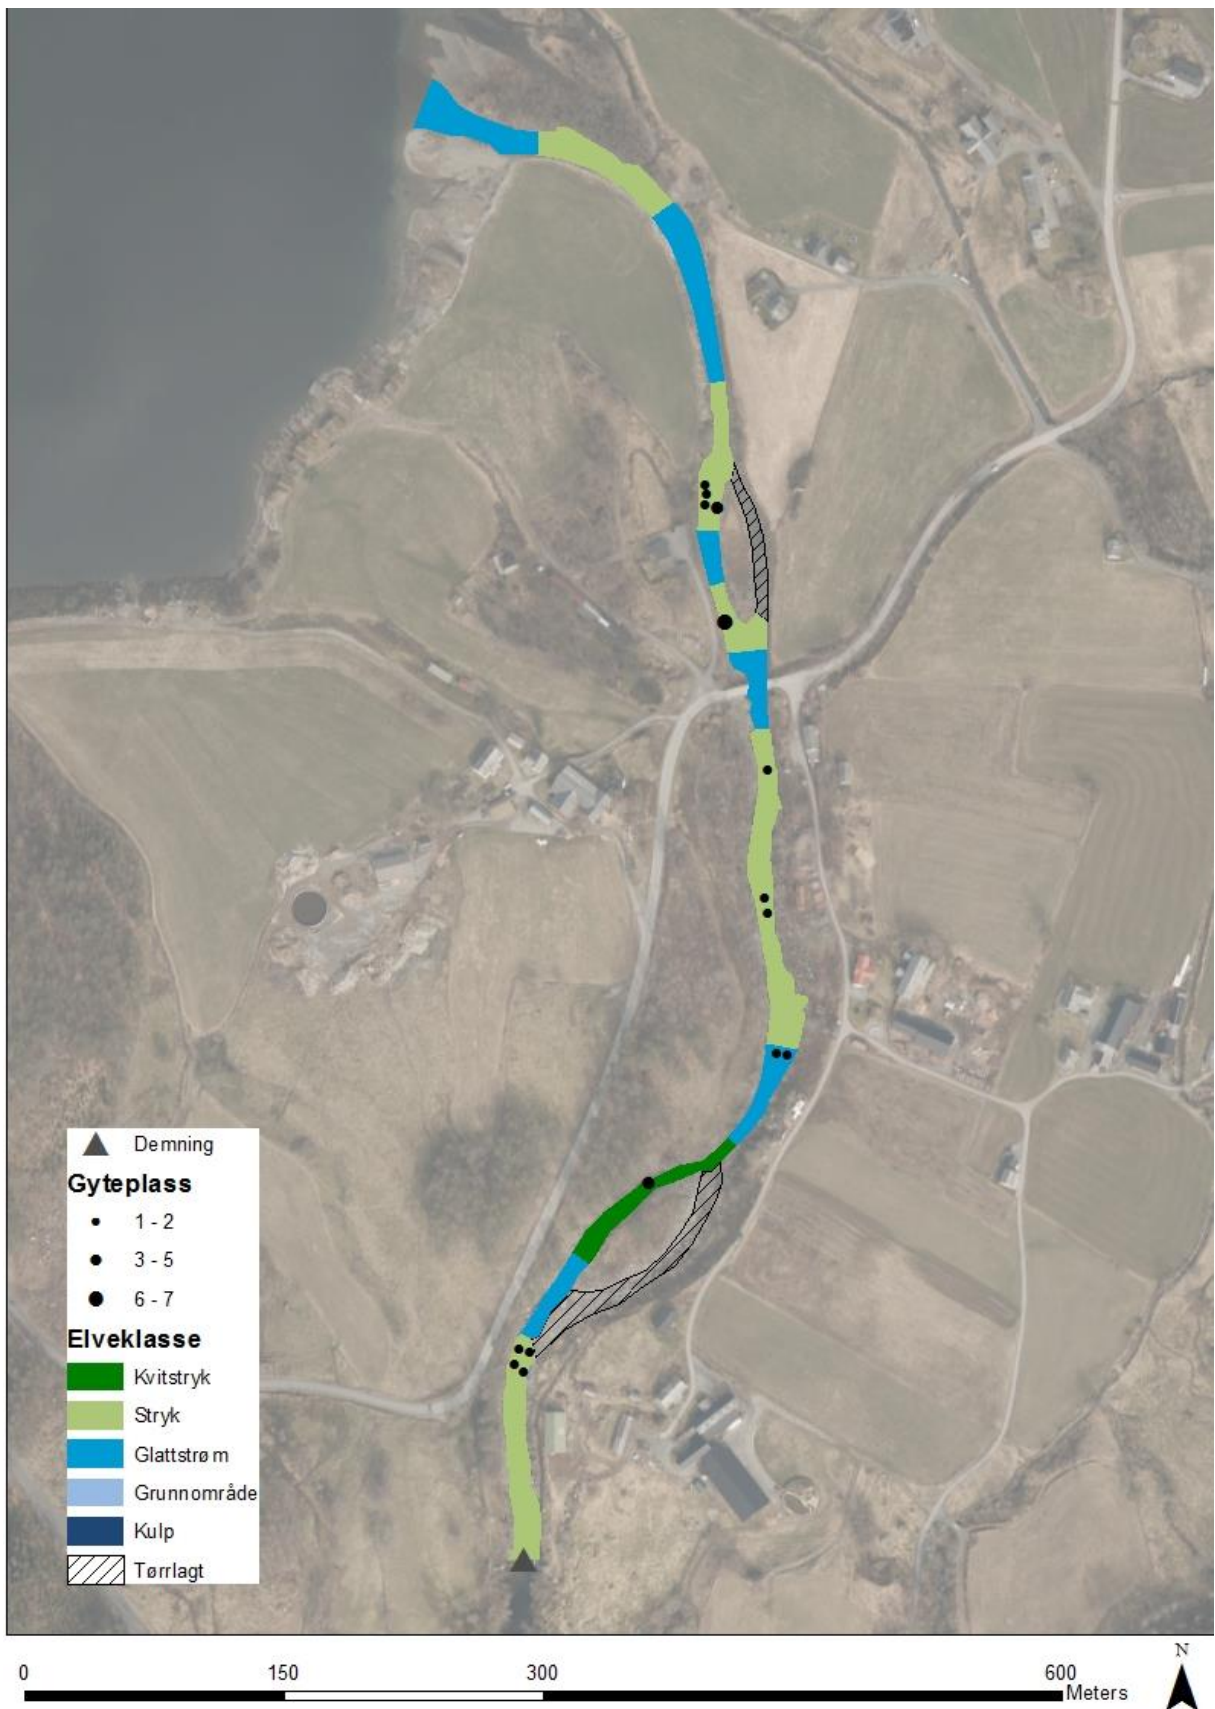 Demning
Gyteplass
1 - 2
3 - 5
6 - 7
Elveklasse
Kvitstryk
Stryk
Glattstrøm
Grunnområde
Kulp
Tørrlagt
0 150 300 600
Meters
N